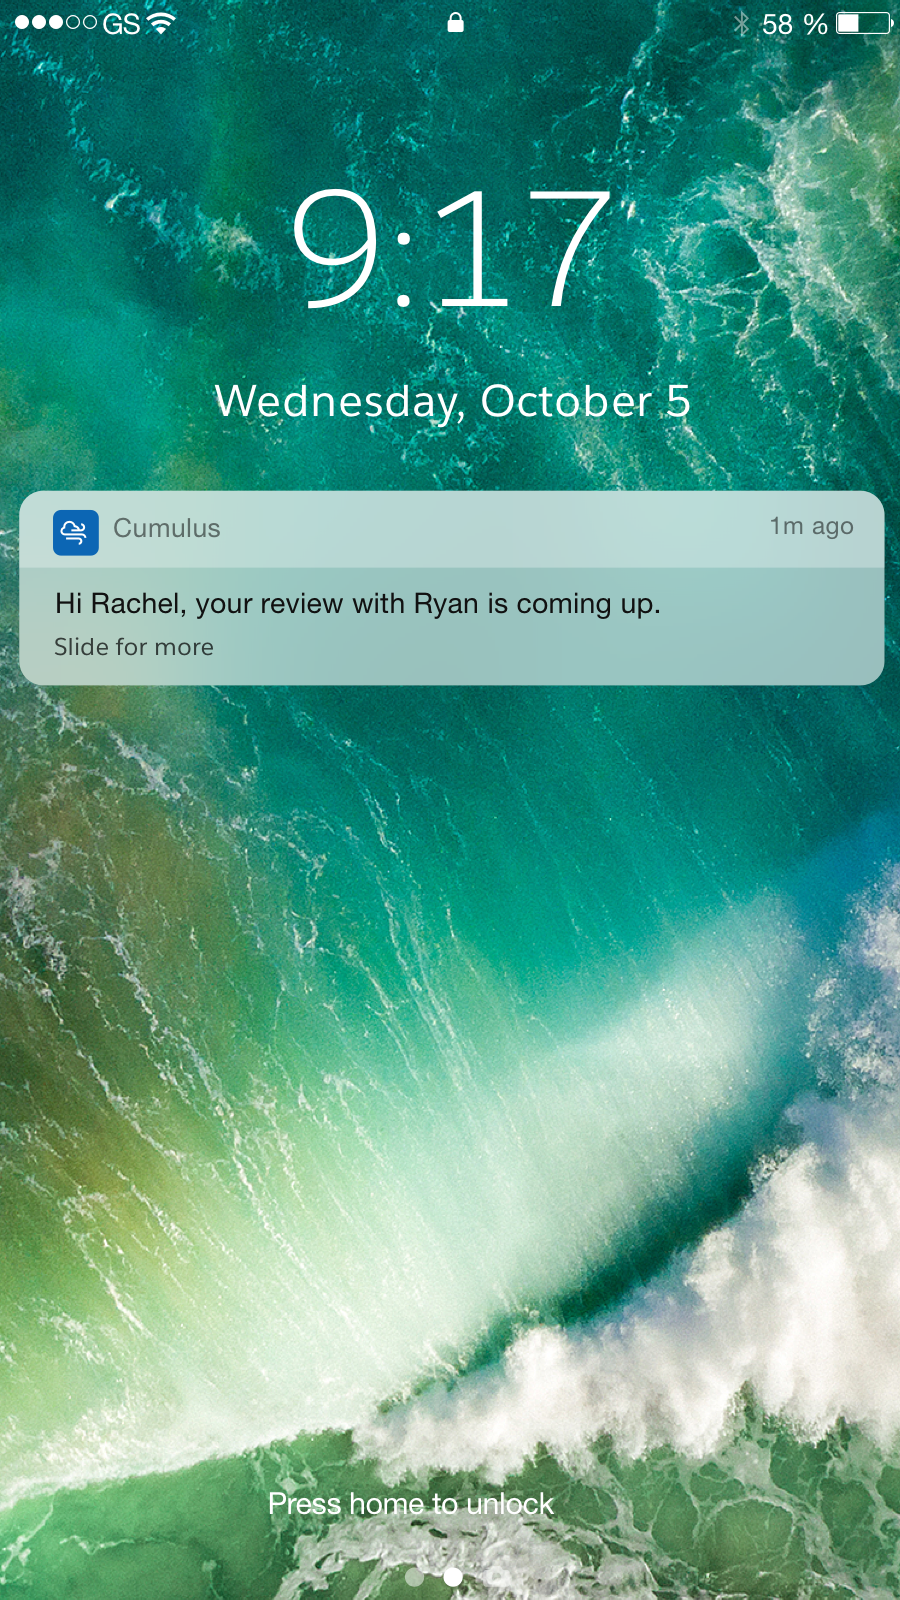 GS 58 %
9:17
Wednesday, October 5
Cumulus 1m ago
Hi Rachel, your review with Ryan is coming up.
Slide for more
Press home to unlock